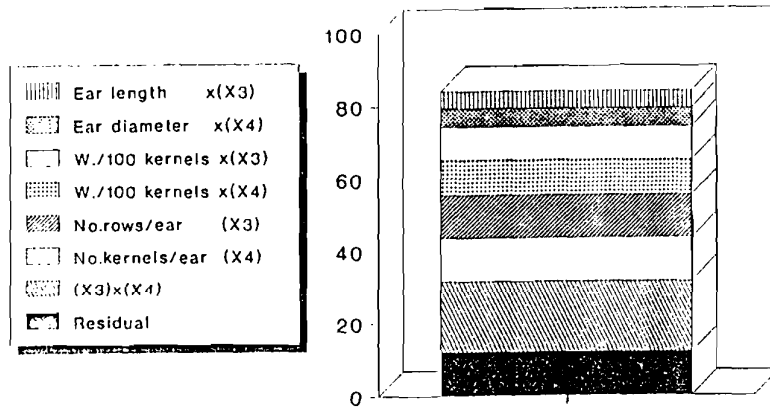 100
80
60
40
20
0
Ear length x(X3)
Ear diameter x(X4)
W./100 kernels x(X3)
W./100 kernels x(X4)
No.rows/ear (X3)
No.kernels/ear (X4)
(X3)x(X4)
Residual